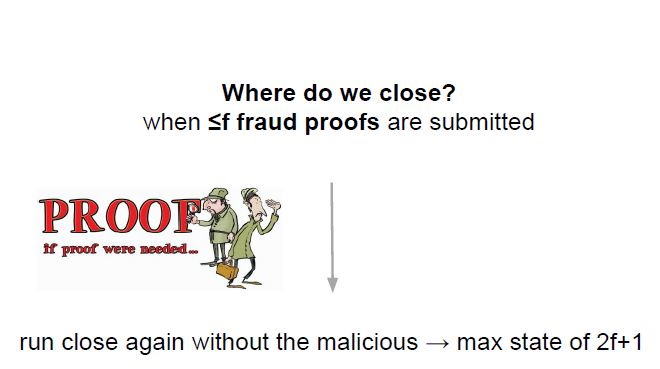 Where do we close?
when ≤f fraud proofs are submitted
PROOF
if proof were needed...
run close again without the malicious → max state of 2f+1